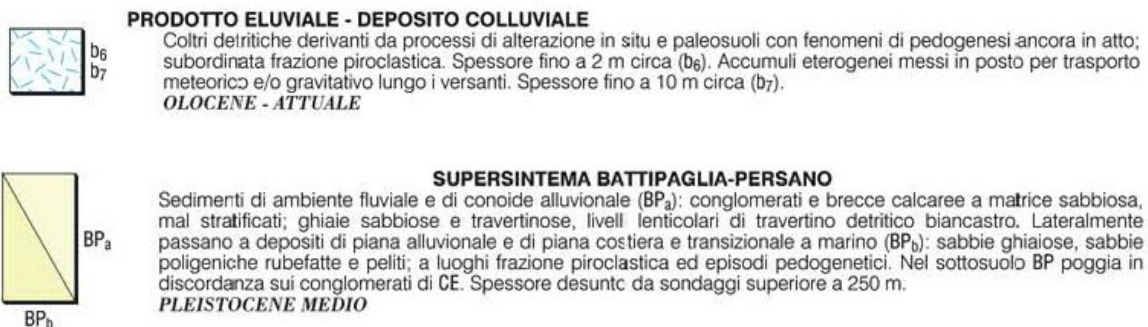 PRODOTTO ELUVIALE - DEPOSITO COLLUVIALE
b6
b7
Coltri detritiche derivanti da processi di alterazione in situ e paleosuoli con fenomeni di pedogenesi ancora in atto;
subordinata frazione piroclastica. Spessore fino a 2 m circa (b6). Accumuli eterogenei messi in posto per trasporto
meteorico e/o gravitativo lungo i versanti. Spessore fino a 10 m circa (b7).
OLOCENE - ATTUALE
SUPERSINTEMA BATTIPAGLIA-PERSANO
BPa
BPb
Sedimenti di ambiente fluviale e di conoide alluvionale (BPa): conglomerati e brecce calcaree a matrice sabbiosa,
mal stratificati; ghiaie sabbiose e travertinose, livelli lenticolari di travertino detritico biancastro. Lateralmente
passano a depositi di piana alluvionale e di piana costiera e transizionale a marino (BPb): sabbie ghiaiose, sabbie
poligeniche rubefatte e peliti; a luoghi frazione piroclastica ed episodi pedogenetici. Nel sottosuolo BP poggia in
discordanza sui conglomerati di CE. Spessore desunto da sondaggi superiore a 250 m.
PLEISTOCENE MEDIO